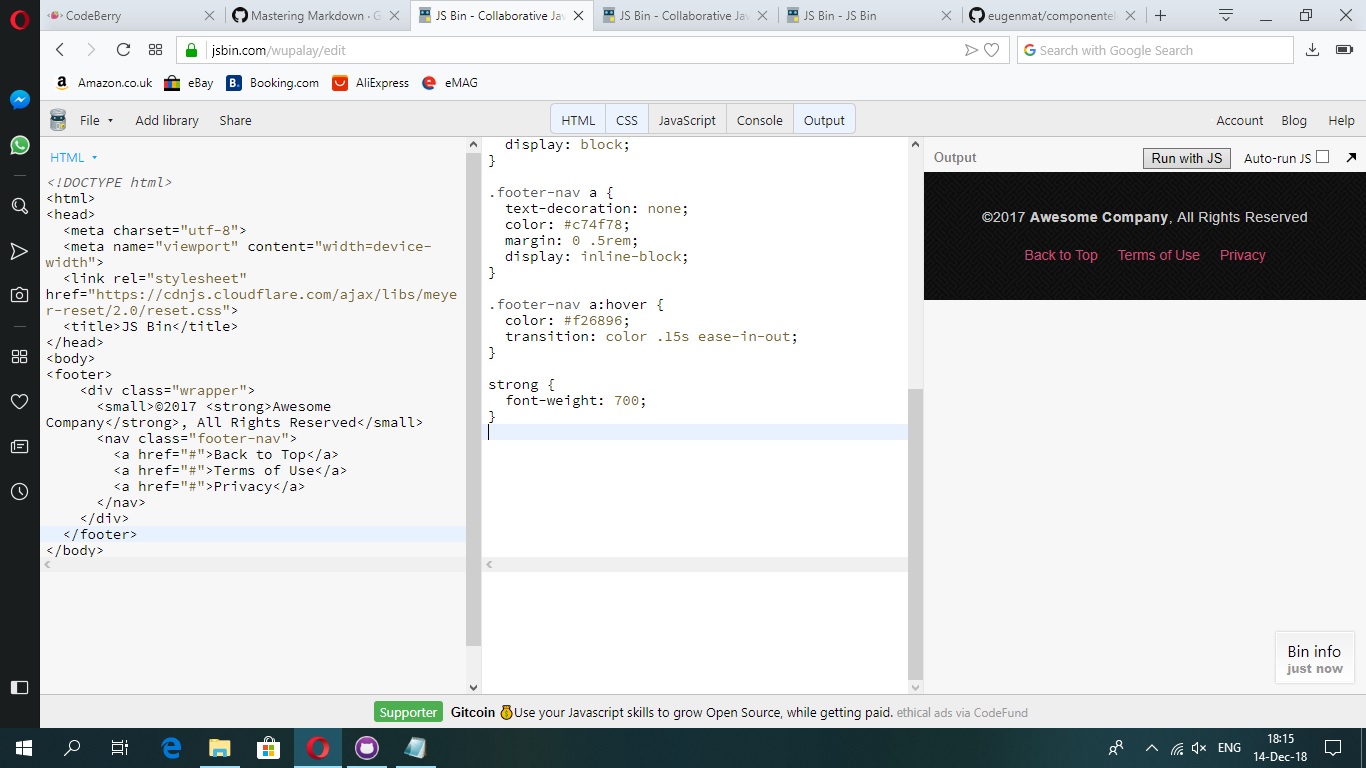 CodeBerry
Mastering Markdown · G
JS Bin - Collaborative Jav
JS Bin - Collaborative Jav
JS Bin - JS Bin
eugenmat/componentel
jsbin.com/wupalay/edit
Search with Google Search
Amazon.co.uk
eBay
Booking.com
AliExpress
eMAG
File
Add library
Share
HTML
CSS
JavaScript
Console
Output
Account
Blog
Help
HTML
<!DOCTYPE html>
<html>
<head>
<meta charset="utf-8">
<meta name="viewport" content="width=device-
width">
<link rel="stylesheet"
href="https://cdnjs.cloudflare.com/ajax/libs/meye
r-reset/2.0/reset.css">
<title>JS Bin</title>
</head>
<body>
<footer>
<div class="wrapper">
<small>©2017 <strong>Awesome
Company</strong>, All Rights Reserved</small>
<nav class="footer-nav">
<a href="#">Back to Top</a>
<a href="#">Terms of Use</a>
<a href="#">Privacy</a>
</nav>
</div>
</footer>
</body>
display: block;
}
.footer-nav a {
text-decoration: none;
color: #c74f78;
margin: 0 .5rem;
display: inline-block;
}
.footer-nav a:hover {
color: #f26896;
transition: color .15s ease-in-out;
}
strong {
font-weight: 700;
}
Output
Run with JS
Auto-run JS
©2017 Awesome Company, All Rights Reserved
Back to Top Terms of Use Privacy
Bin info
just now
Supporter Gitcoin Use your Javascript skills to grow Open Source, while getting paid. ethical ads via CodeFund
ENG
18:15
14-Dec-18